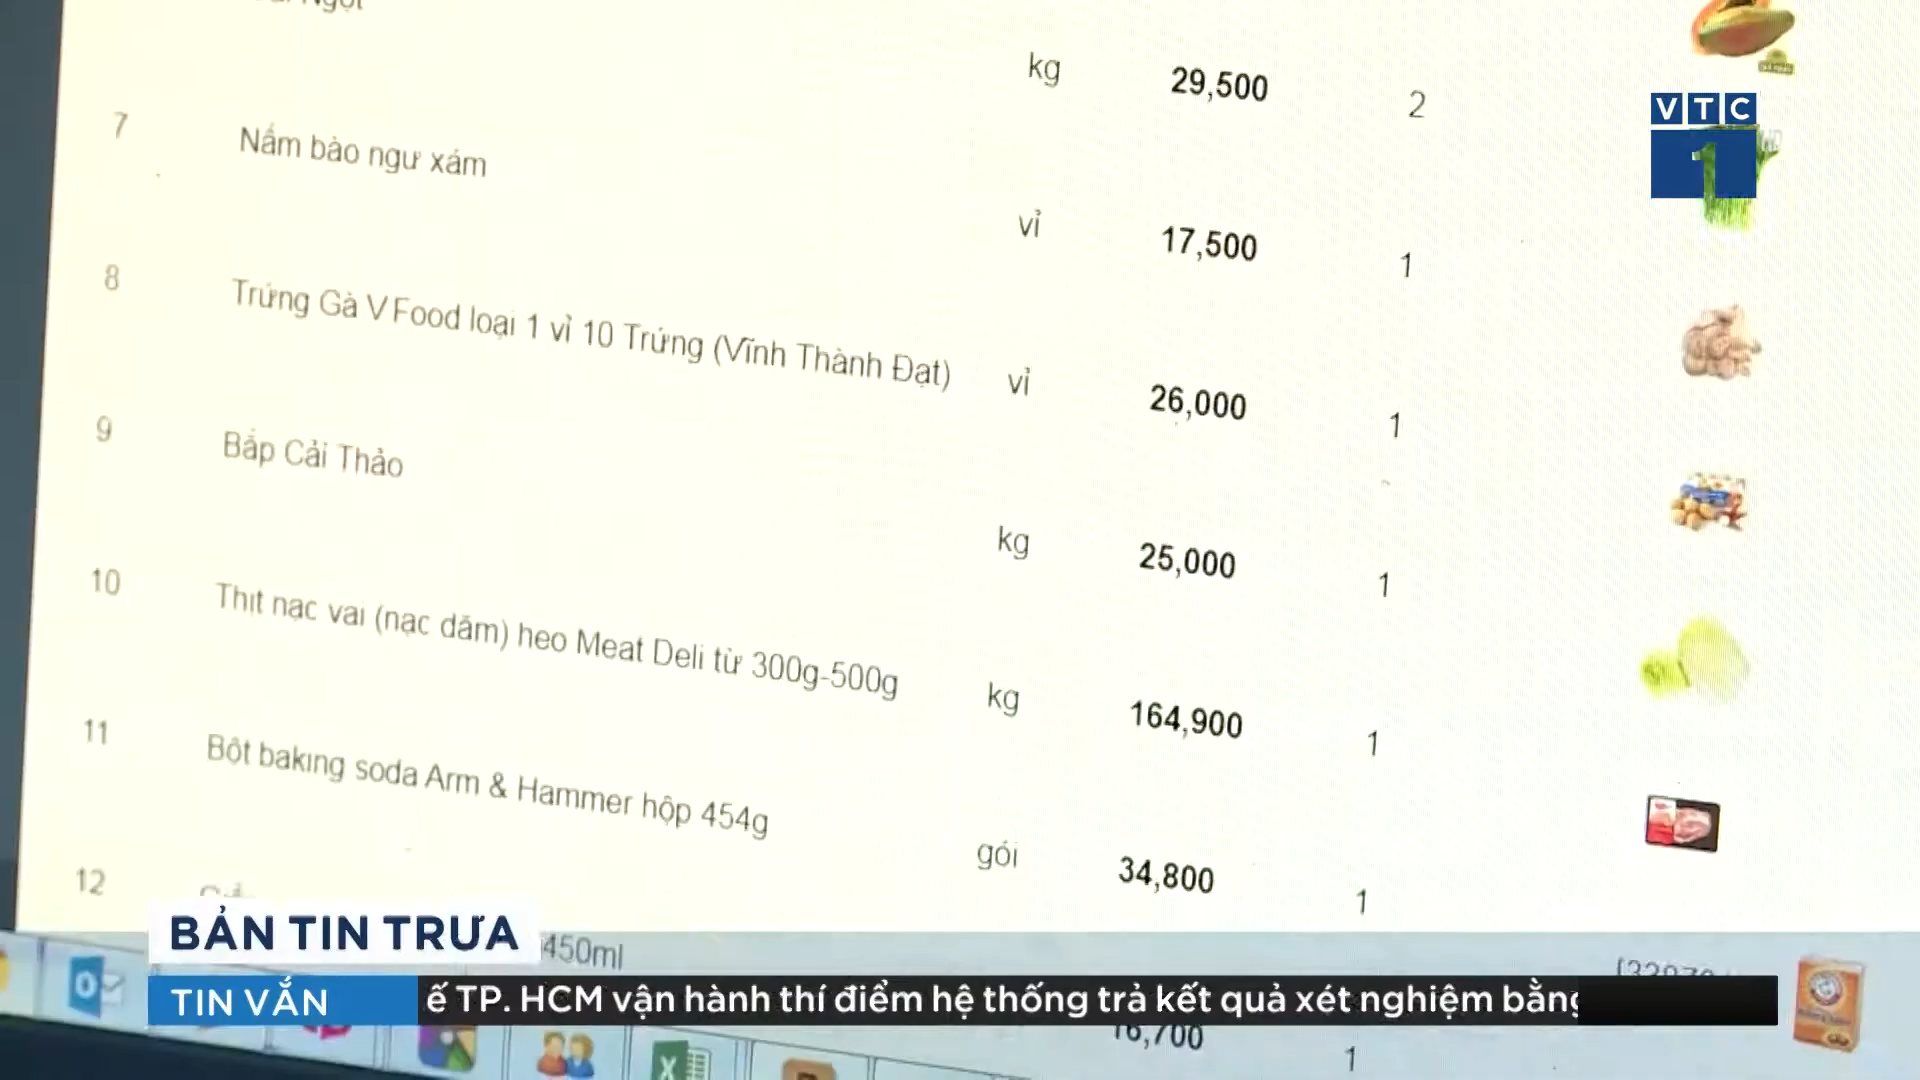 kg 29,500 2
7 Nấm bào ngư xám
vỉ 17,500 1
8 Trứng Gà V Food loại 1 vỉ 10 Trứng (Vĩnh Thành Đạt)
vỉ 26,000 1
9 Bắp Cải Thảo
kg 25,000 1
10 Thịt nạc vai (nạc dăm) heo Meat Deli từ 300g-500g
kg 164,900 1
11 Bột baking soda Arm & Hammer hộp 454g
gói 34,800 1
12
450ml
16,700 1
VTC
1
BẢN TIN TRƯA
TIN VẮN
ế TP. HCM vận hành thí điểm hệ thống trả kết quả xét nghiệm bằng